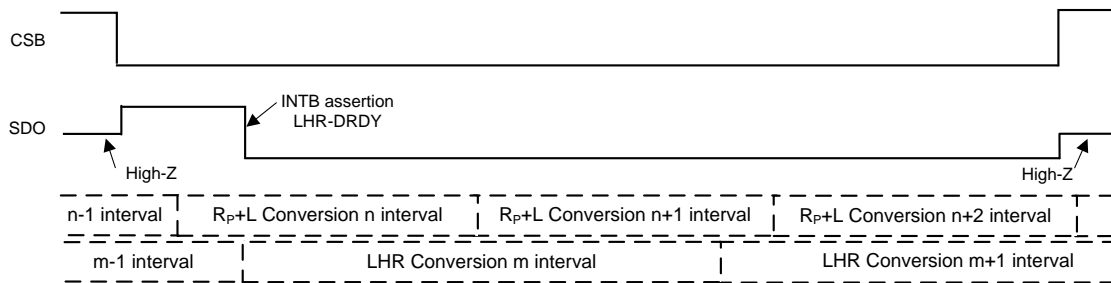 CSB
SDO
INTB assertion
LHR-DRDY
High-Z
High-Z
n-1 interval
RP+L Conversion n interval
RP+L Conversion n+1 interval
RP+L Conversion n+2 interval
m-1 interval
LHR Conversion m interval
LHR Conversion m+1 interval